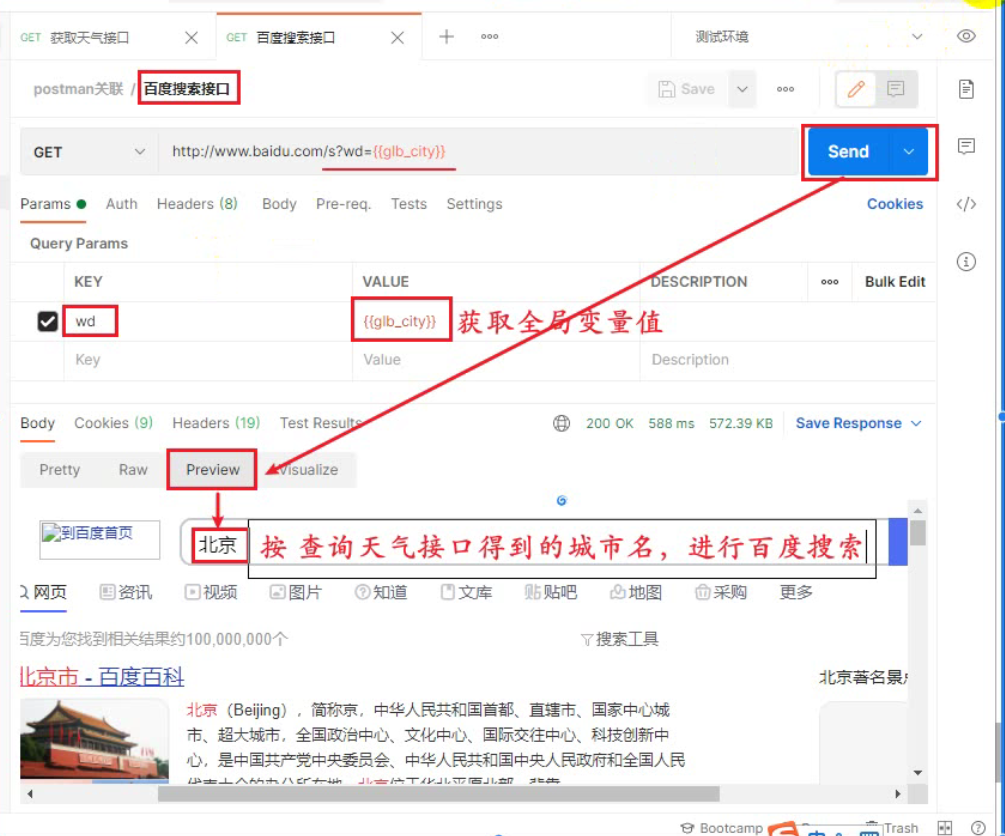 GET 获取天气接口
GET 百度搜索接口
测试环境
postman关联 / 百度搜索接口
Save
GET http://www.baidu.com/s?wd={{glb_city}}
Send
Params Auth Headers (8) Body Pre-req. Tests Settings Cookies
Query Params
KEY VALUE DESCRIPTION Bulk Edit
wd {{glb_city}} 获取全局变量值
Key Value Description
Body Cookies (9) Headers (19) Test Results 200 OK 588 ms 572.39 KB Save Response
Pretty Raw Preview Visualize
到百度首页
北京 按 查询天气接口得到的城市名，进行百度搜索
网页 资讯 视频 图片 知道 文库 贴吧 地图 采购 更多
百度为您找到相关结果约100,000,000个 搜索工具
北京市 - 百度百科
北京著名景
北京（Beijing），简称京，中华人民共和国首都、直辖市、国家中心城
市、超大城市，全国政治中心、文化中心、国际交往中心、科技创新中
心，是中国共产党中央委员会、中华人民共和国中央人民政府和全国人民
Bootcamp
Trash